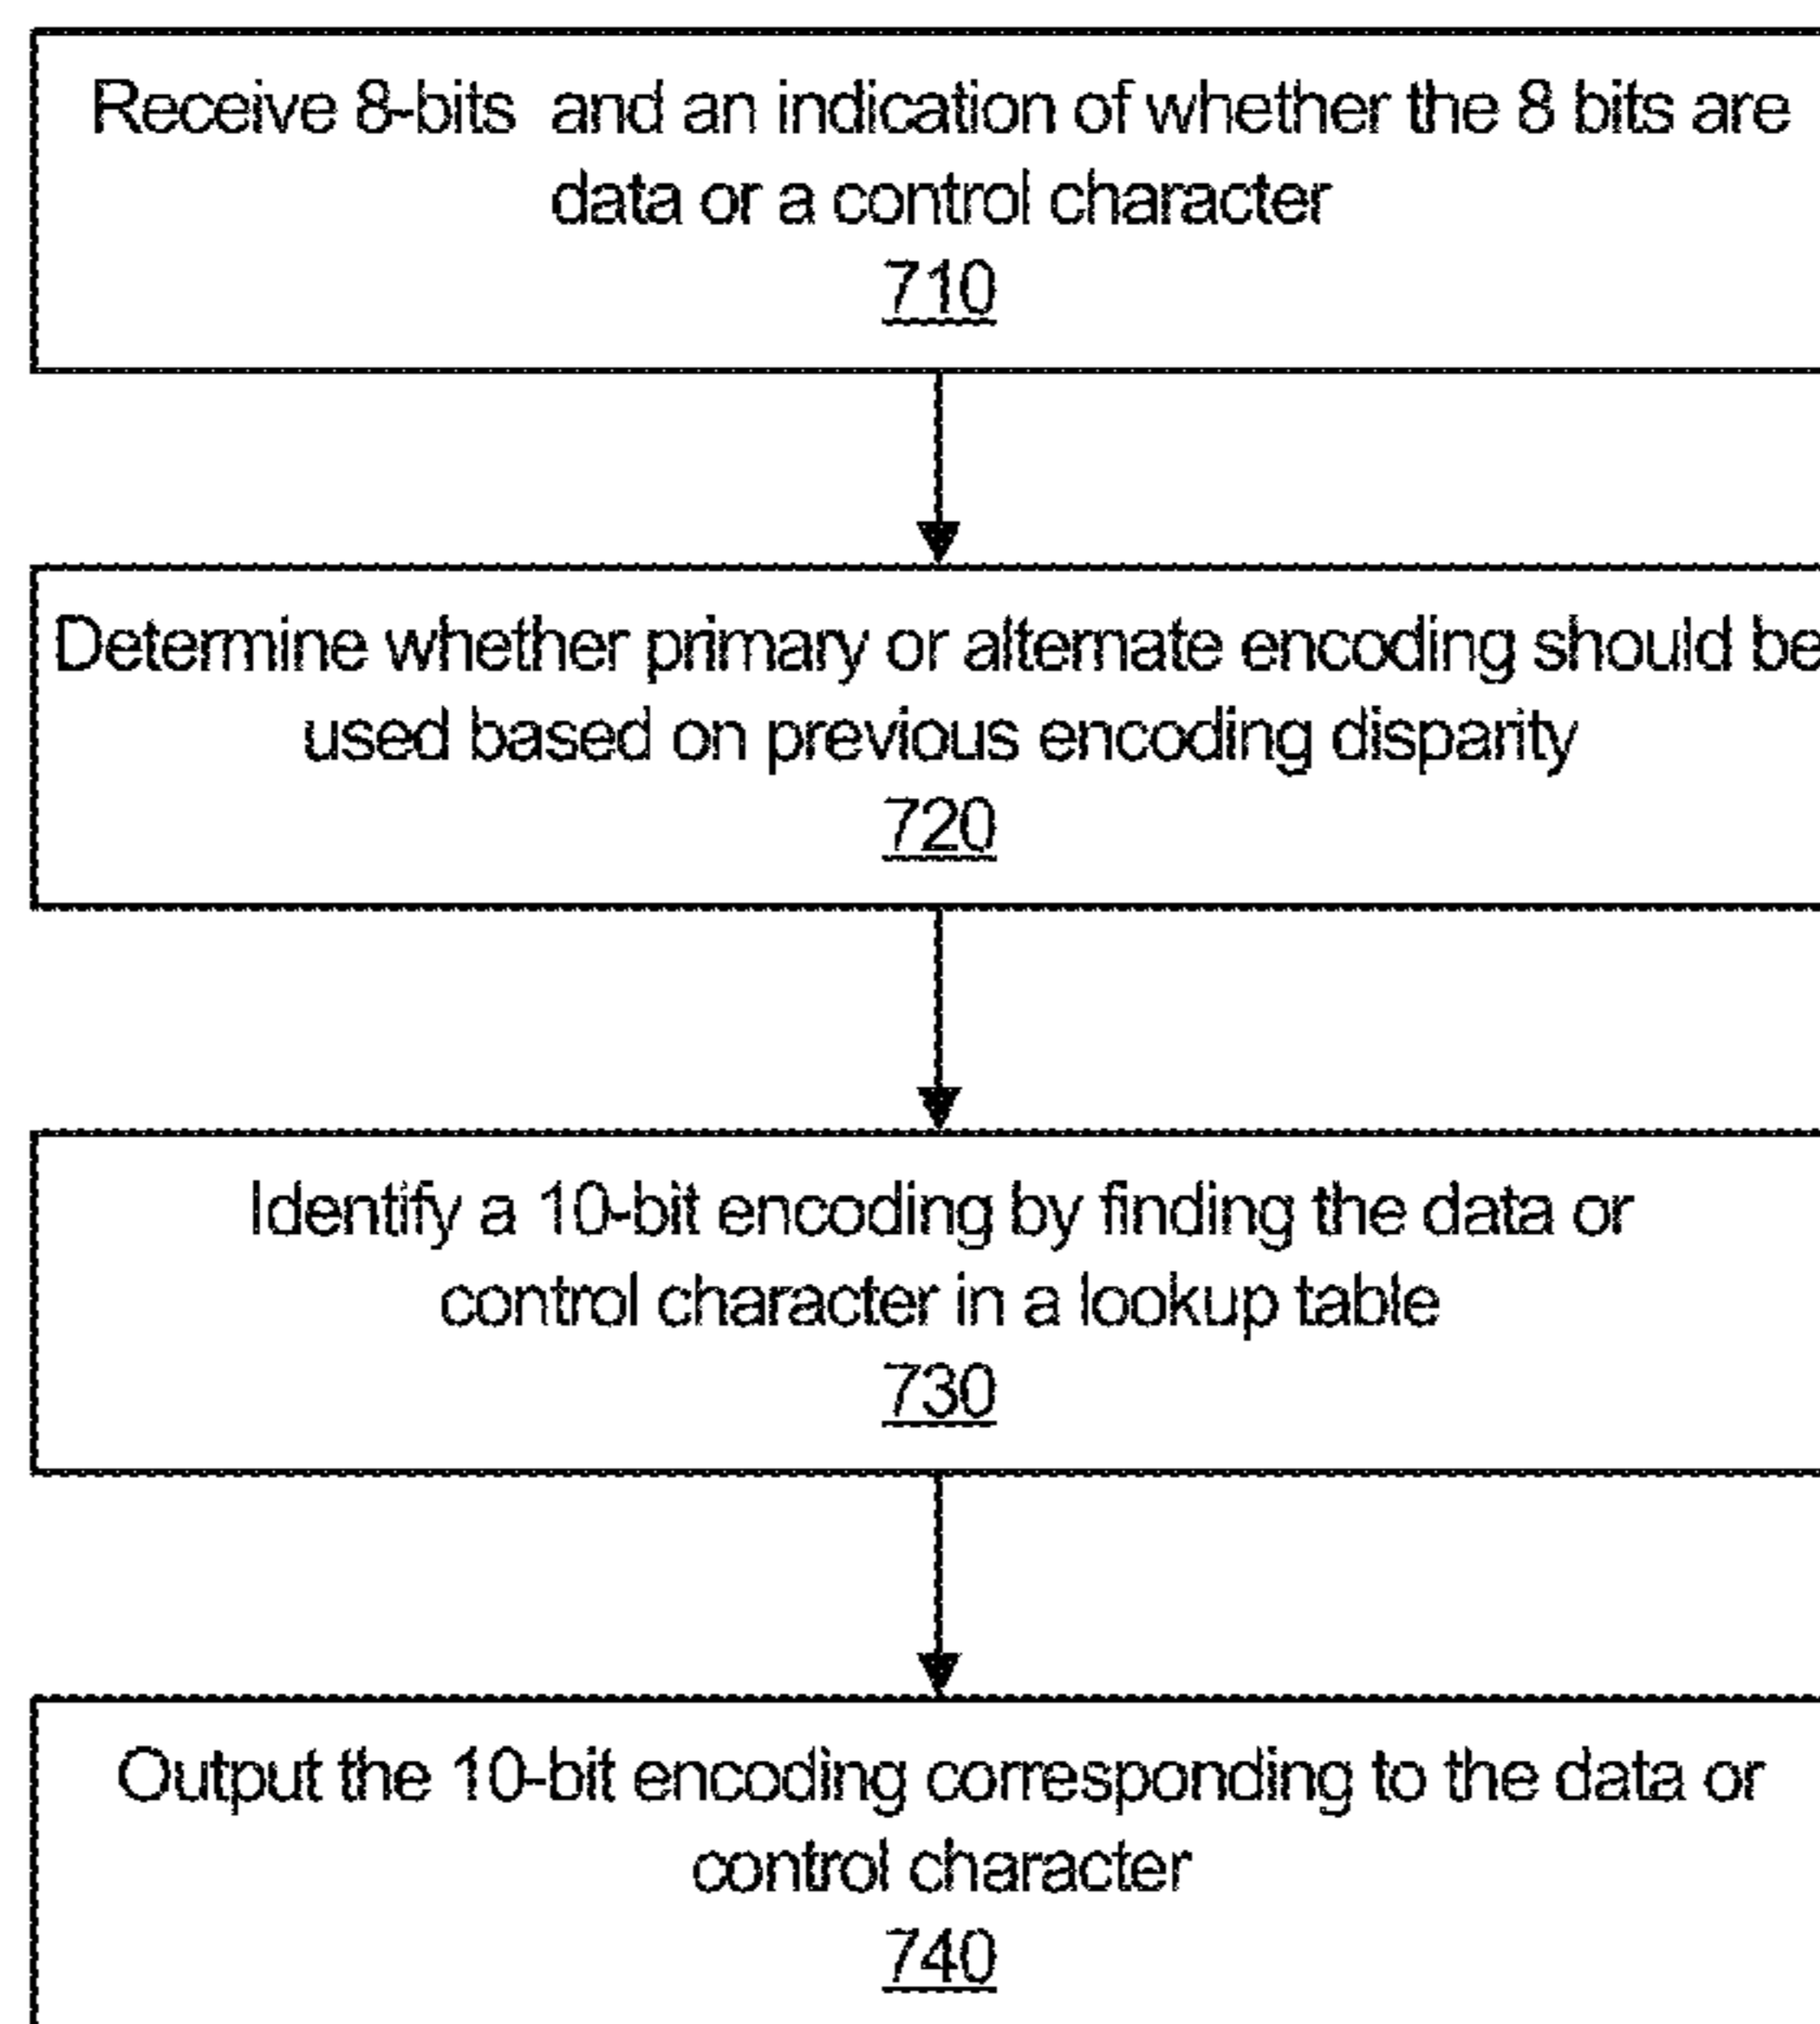 Receive 8-bits and an indication of whether the 8 bits are
data or a control character
710
Determine whether primary or alternate encoding should be
used based on previous encoding disparity
720
Identify a 10-bit encoding by finding the data or
control character in a lookup table
730
Output the 10-bit encoding corresponding to the data or
control character
740